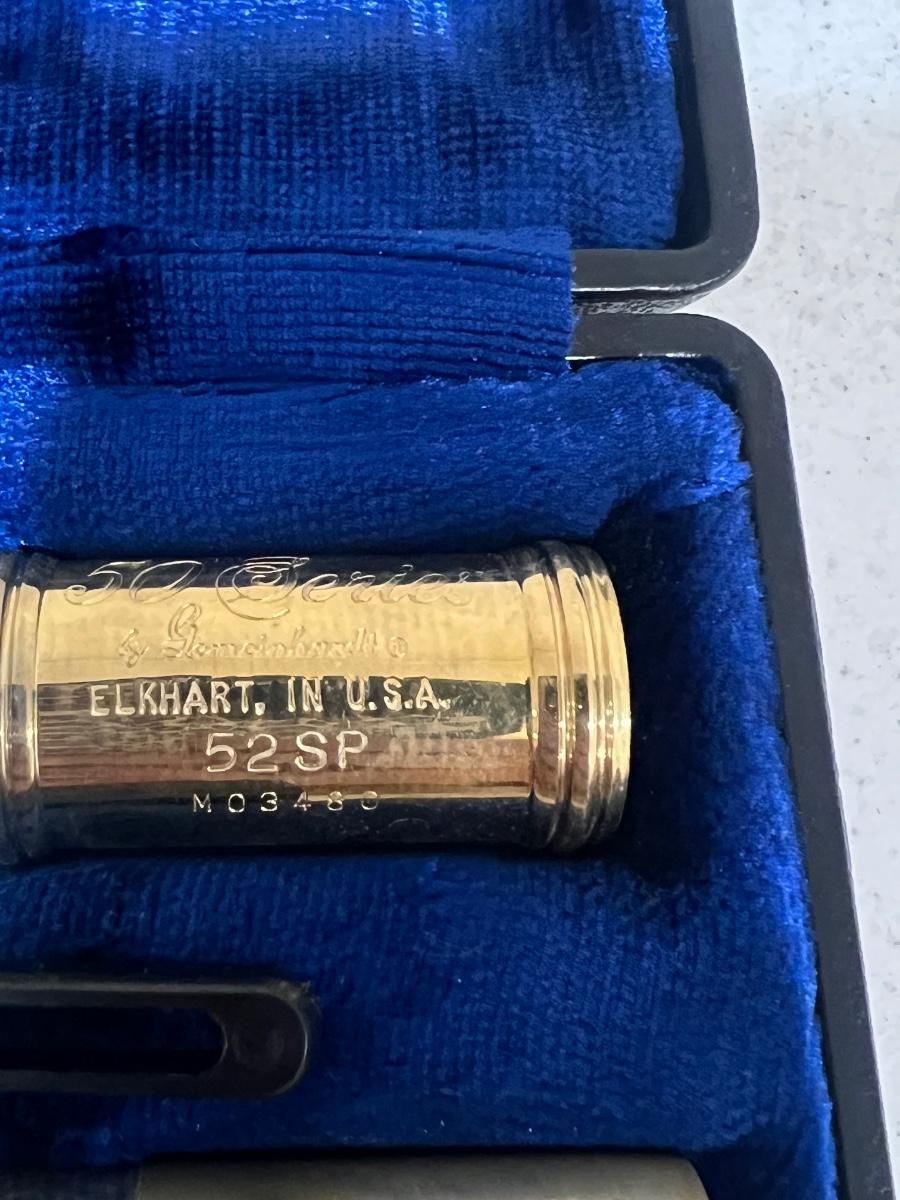 50 Series
by Gemeinhardt ®
ELKHART, IN U.S.A.
52SP